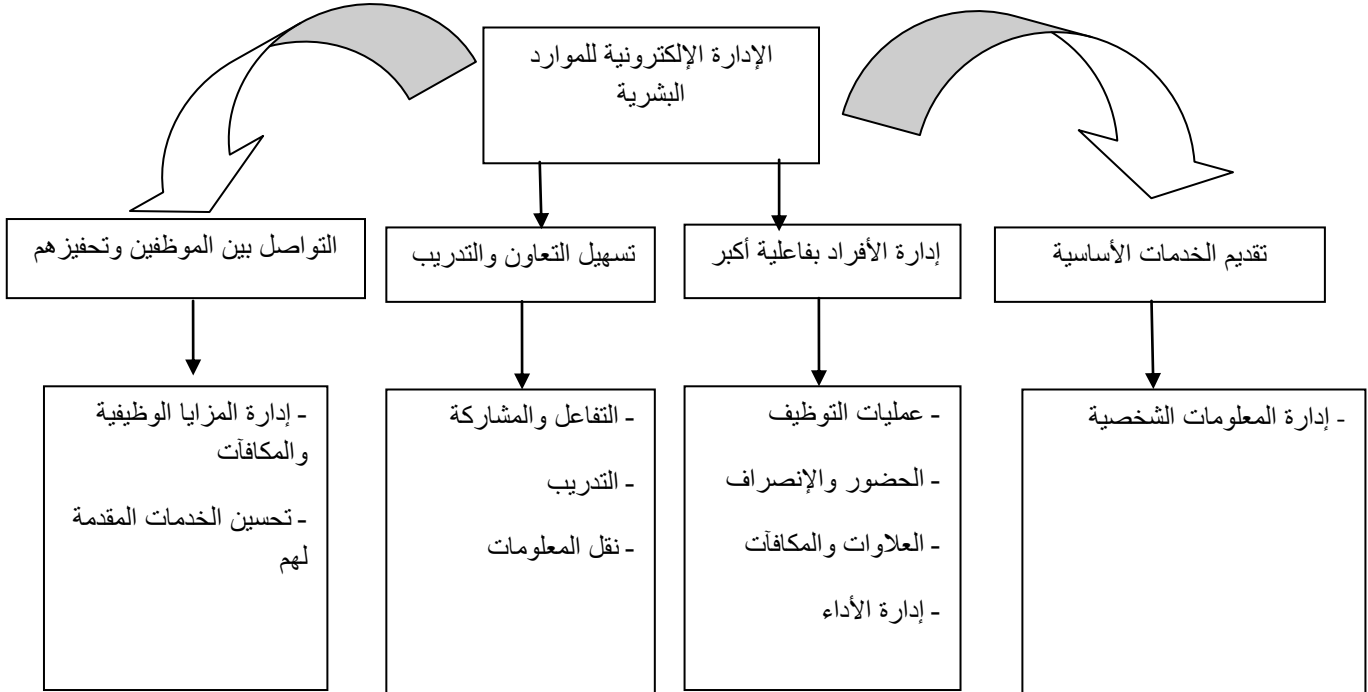 الإدارة الإلكترونية للموارد
البشرية
تقديم الخدمات الأساسية
إدارة الأفراد بفاعلية أكبر
تسهيل التعاون والتدريب
التواصل بين الموظفين وتحفيزهم
- إدارة المعلومات الشخصية
- عمليات التوظيف
- الحضور والإنصراف
- العلاوات والمكافآت
- إدارة الأداء
- التفاعل والمشاركة
- التدريب
- نقل المعلومات
- إدارة المزايا الوظيفية
والمكافآت
- تحسين الخدمات المقدمة
لهم